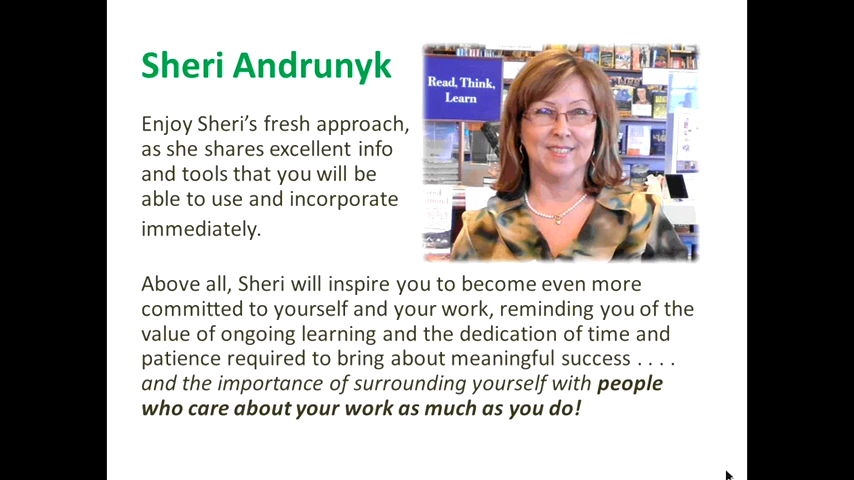 Sheri Andrunyk
Read, Think,
Learn
Enjoy Sheri’s fresh approach,
as she shares excellent info
and tools that you will be
able to use and incorporate
immediately.
Above all, Sheri will inspire you to become even more
committed to yourself and your work, reminding you of the
value of ongoing learning and the dedication of time and
patience required to bring about meaningful success . . . .
and the importance of surrounding yourself with people
who care about your work as much as you do!